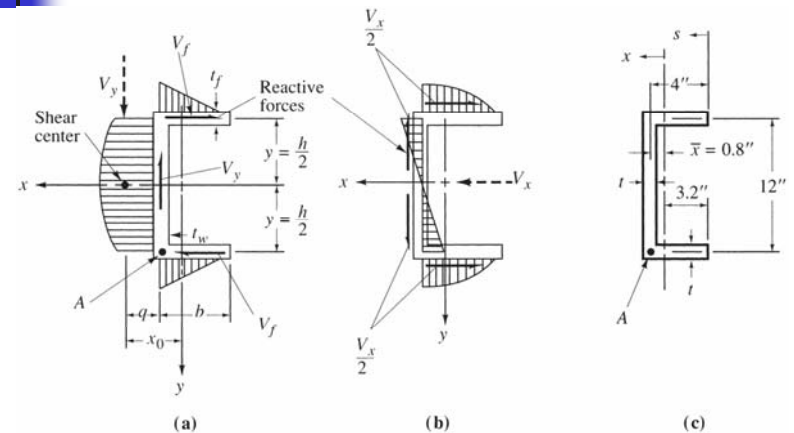 V_y
V_f
t_f
Reactive
forces
Shear
center
x
V_y
y = h/2
y = h/2
t_w
A
q
b
V_f
x_0
y
(a)
V_x/2
x
V_x
V_x/2
y
(b)
s
x
4″
x̄ = 0.8″
t
3.2″
12″
t
A
(c)